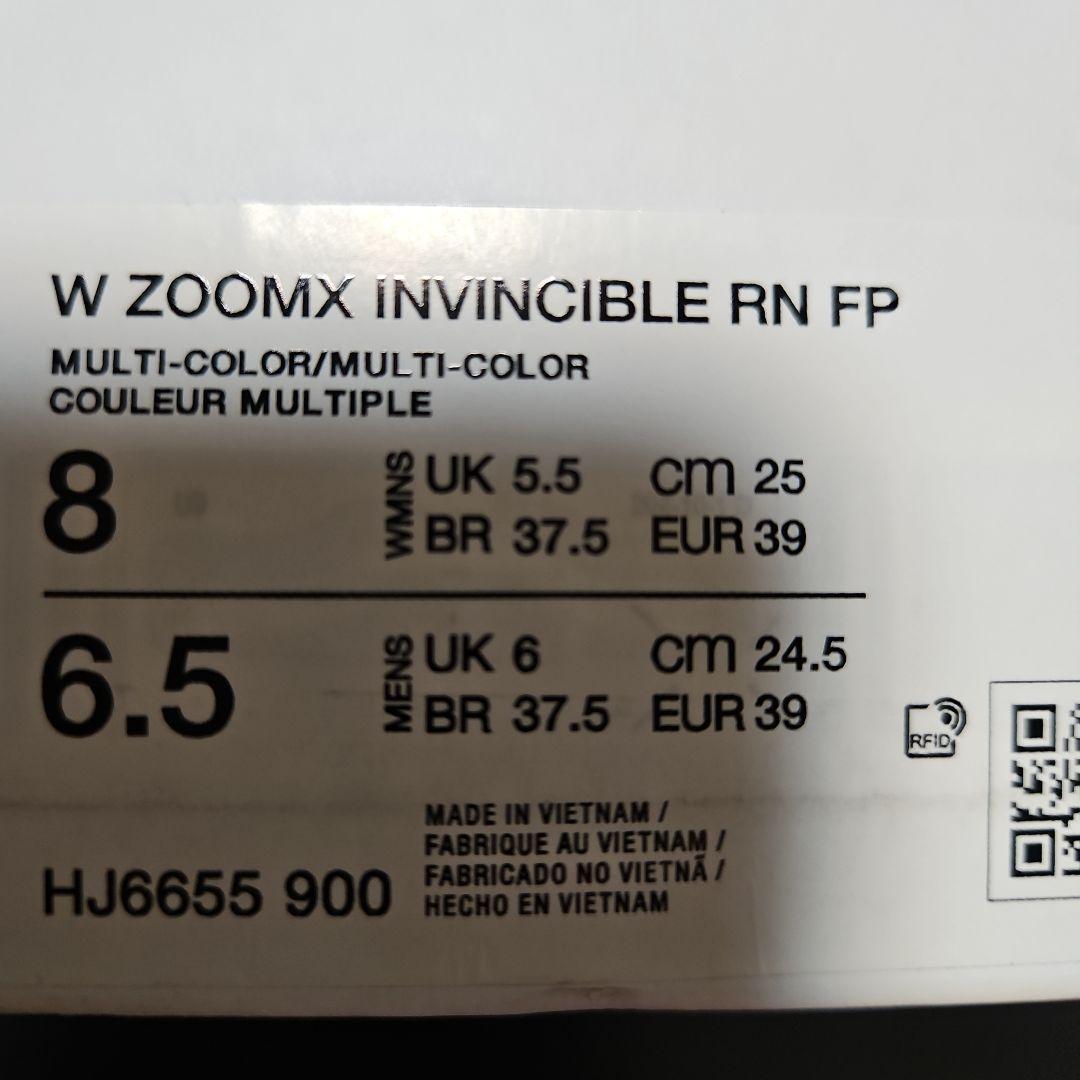 W ZOOMX INVINCIBLE RN FP
MULTI-COLOR/MULTI-COLOR
COULEUR MULTIPLE
8 WMNS UK 5.5 cm 25
BR 37.5 EUR 39
6.5 MENS UK 6 cm 24.5
BR 37.5 EUR 39
RFID
MADE IN VIETNAM /
FABRIQUE AU VIETNAM /
FABRICADO NO VIETNÃ /
HECHO EN VIETNAM
HJ6655 900